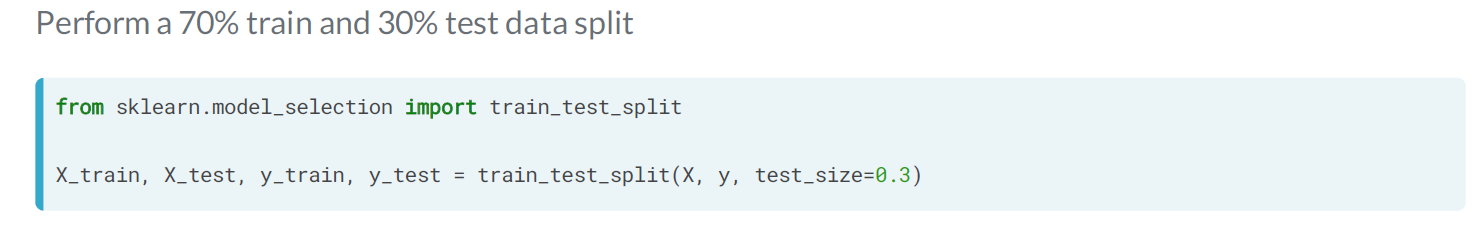 Perform a 70% train and 30% test data split
from sklearn.model_selection import train_test_split
X_train, X_test, y_train, y_test = train_test_split(X, y, test_size=0.3)